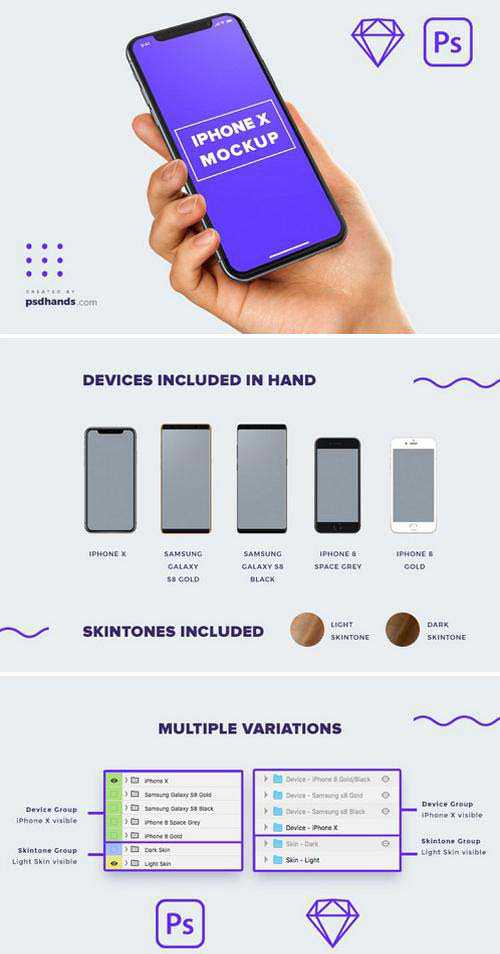 9:41
IPHONE X
MOCKUP
Ps
CREATED BY
psdhands.com
DEVICES INCLUDED IN HAND
IPHONE X
SAMSUNG
GALAXY
S8 GOLD
SAMSUNG
GALAXY S8
BLACK
IPHONE 8
SPACE GREY
IPHONE 8
GOLD
SKINTONES INCLUDED
LIGHT
SKINTONE
DARK
SKINTONE
MULTIPLE VARIATIONS
Device Group
iPhone X visible
Skintone Group
Light Skin visible
iPhone X
Samsung Galaxy S8 Gold
Samsung Galaxy S8 Black
iPhone 8 Space Grey
iPhone 8 Gold
Dark Skin
Light Skin
Device - iPhone 8 Gold/Black
Device - Samsung s8 Gold
Device - Samsung s8 Black
Device - iPhone X
Skin - Dark
Skin - Light
Device Group
iPhone X visible
Skintone Group
Light Skin visible
Ps